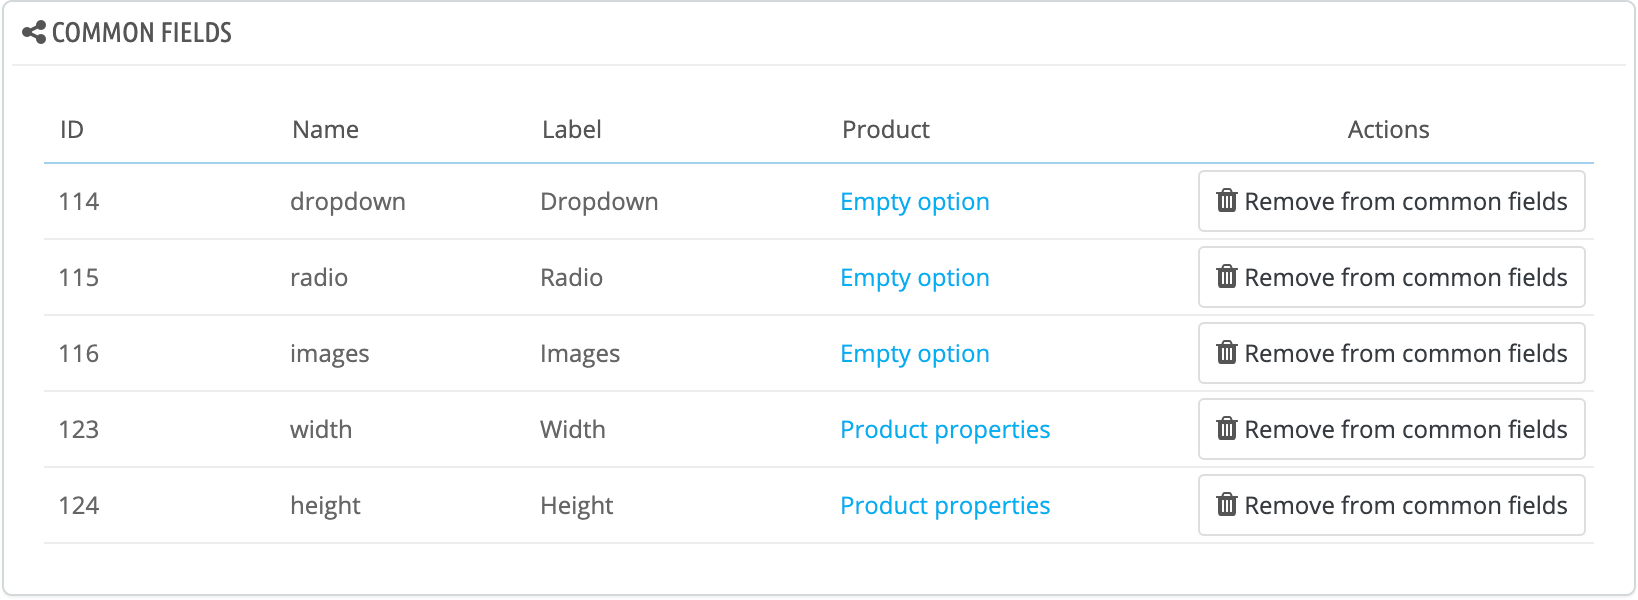 COMMON FIELDS
ID Name Label Product Actions
114 dropdown Dropdown Empty option Remove from common fields
115 radio Radio Empty option Remove from common fields
116 images Images Empty option Remove from common fields
123 width Width Product properties Remove from common fields
124 height Height Product properties Remove from common fields